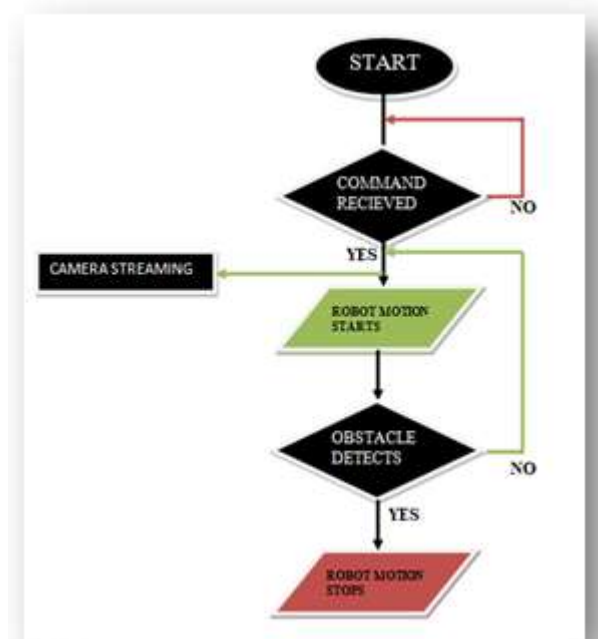 START
COMMAND
RECIEVED
NO
YES
CAMERA STREAMING
ROBOT MOTION
STARTS
OBSTACLE
DETECTS
NO
YES
ROBOT MOTION
STOPS